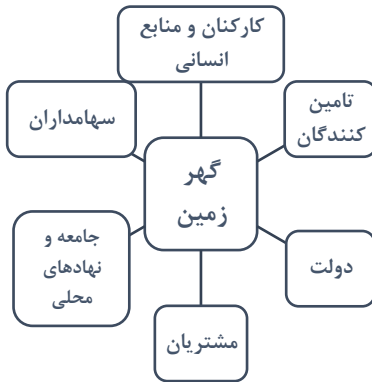 کارکنان و منابع
انسانی
تامین
کنندگان
سهامداران
گهر
زمین
جامعه و
نهادهای
محلی
دولت
مشتریان